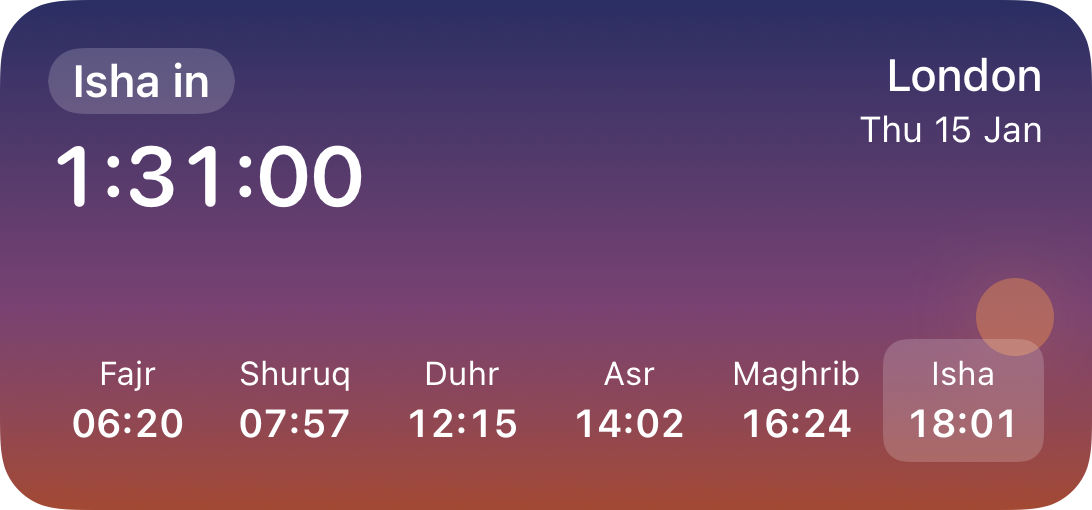 Isha in
1:31:00
London
Thu 15 Jan
Fajr Shuruq Duhr Asr Maghrib Isha
06:20 07:57 12:15 14:02 16:24 18:01